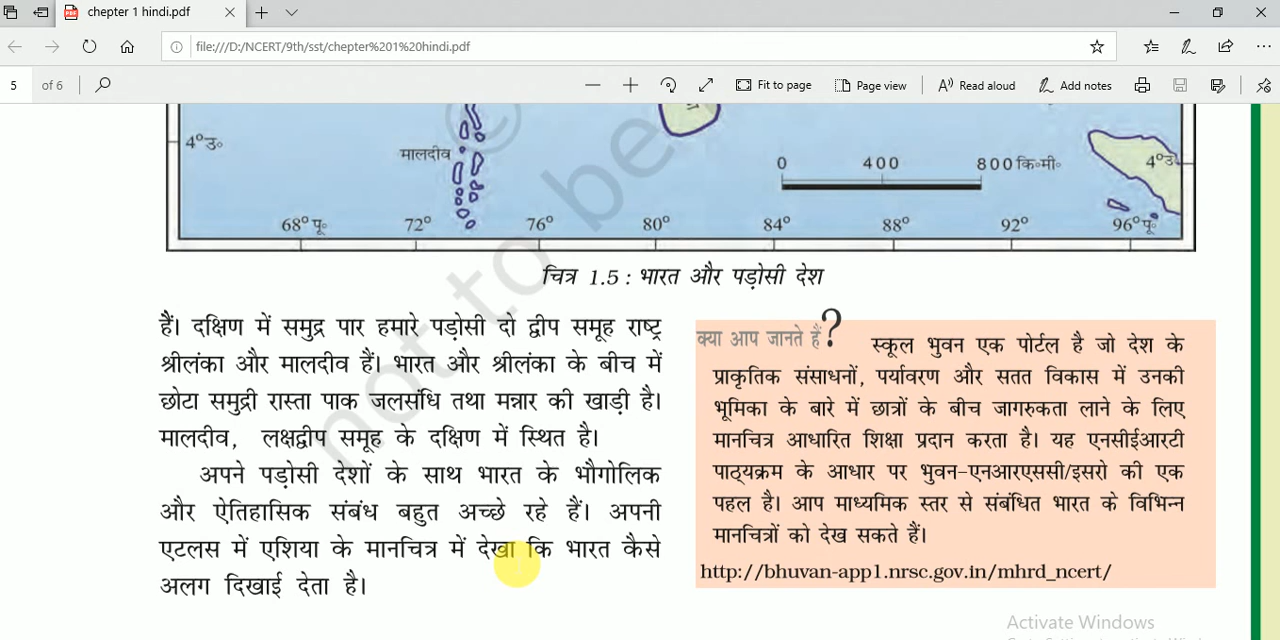 chepter 1 hindi.pdf
file:///D:/NCERT/9th/sst/chepter%201%20hindi.pdf
5 of 6
Fit to page
Page view
Read aloud
Add notes
4°उ॰
मालदीव
0 400 800 कि॰मी॰
4°उ
68° पू॰ 72° 76° 80° 84° 88° 92° 96° पू॰
not to be
चित्र 1.5 : भारत और पड़ोसी देश
हैं। दक्षिण में समुद्र पार हमारे पड़ोसी दो द्वीप समूह राष्ट्र
श्रीलंका और मालदीव हैं। भारत और श्रीलंका के बीच में
छोटा समुद्री रास्ता पाक जलसंधि तथा मन्नार की खाड़ी है।
मालदीव, लक्षद्वीप समूह के दक्षिण में स्थित है।
अपने पड़ोसी देशों के साथ भारत के भौगोलिक
और ऐतिहासिक संबंध बहुत अच्छे रहे हैं। अपनी
एटलस में एशिया के मानचित्र में देखा कि भारत कैसे
अलग दिखाई देता है।
क्या आप जानते हैं?
स्कूल भुवन एक पोर्टल है जो देश के
प्राकृतिक संसाधनों, पर्यावरण और सतत विकास में उनकी
भूमिका के बारे में छात्रों के बीच जागरुकता लाने के लिए
मानचित्र आधारित शिक्षा प्रदान करता है। यह एनसीईआरटी
पाठ्यक्रम के आधार पर भुवन-एनआरएससी/इसरो की एक
पहल है। आप माध्यमिक स्तर से संबंधित भारत के विभिन्न
मानचित्रों को देख सकते हैं।
http://bhuvan-app1.nrsc.gov.in/mhrd_ncert/
Activate Windows